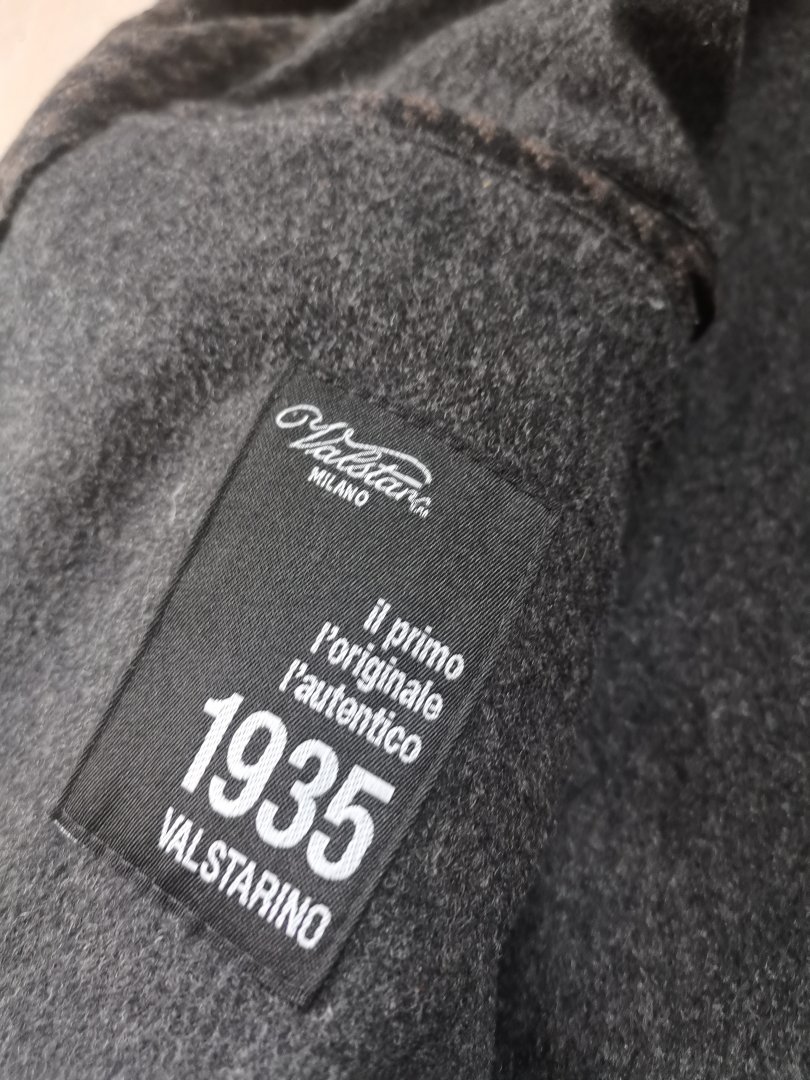 Valstar
MILANO
il primo
l'originale
l'autentico
1935
VALSTARINO